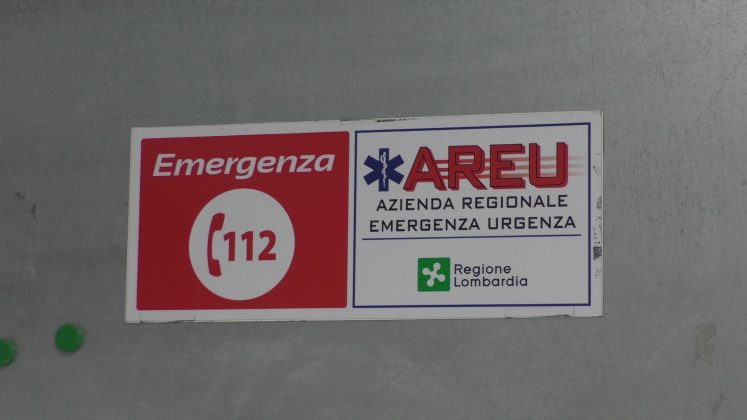 Emergenza
112
AREU
AZIENDA REGIONALE
EMERGENZA URGENZA
Regione
Lombardia